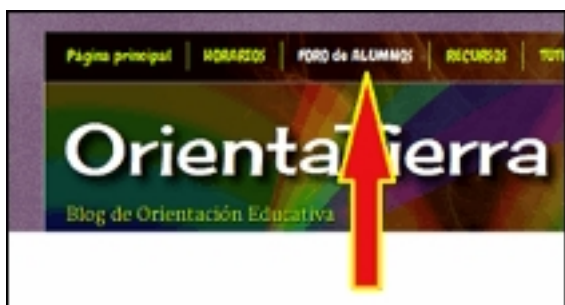 Página principal | HORARIOS | FORO de ALUMNOS | RECURSOS |
OrientaTierra
Blog de Orientación Educativa